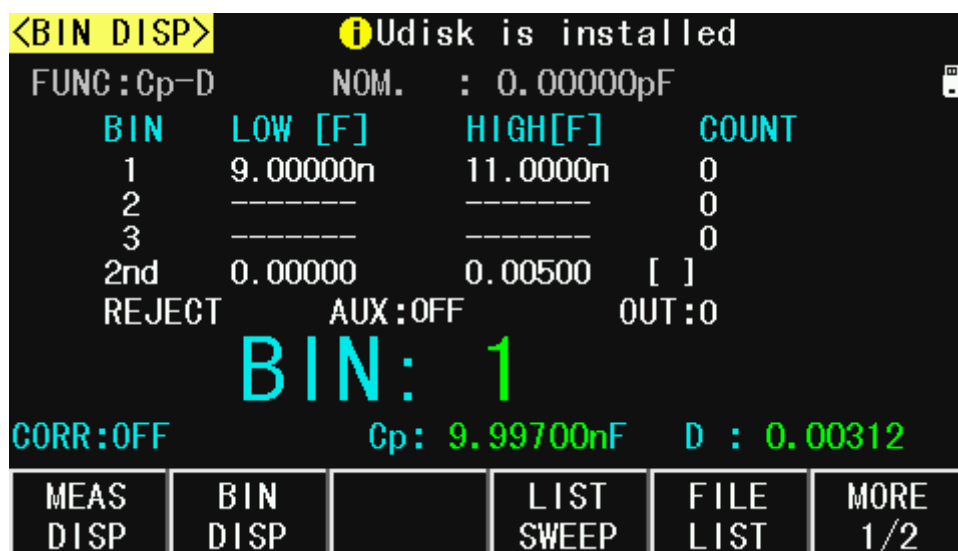 <BIN DISP> Udisk is installed
FUNC:Cp-D NOM. : 0.00000pF
BIN LOW [F] HIGH[F] COUNT
1 9.00000n 11.0000n 0
2 ------- ------- 0
3 ------- ------- 0
2nd 0.00000 0.00500 [ ]
REJECT AUX:OFF OUT:0
BIN: 1
CORR:OFF Cp: 9.99700nF D : 0.00312
MEAS DISP BIN DISP LIST SWEEP FILE LIST MORE 1/2